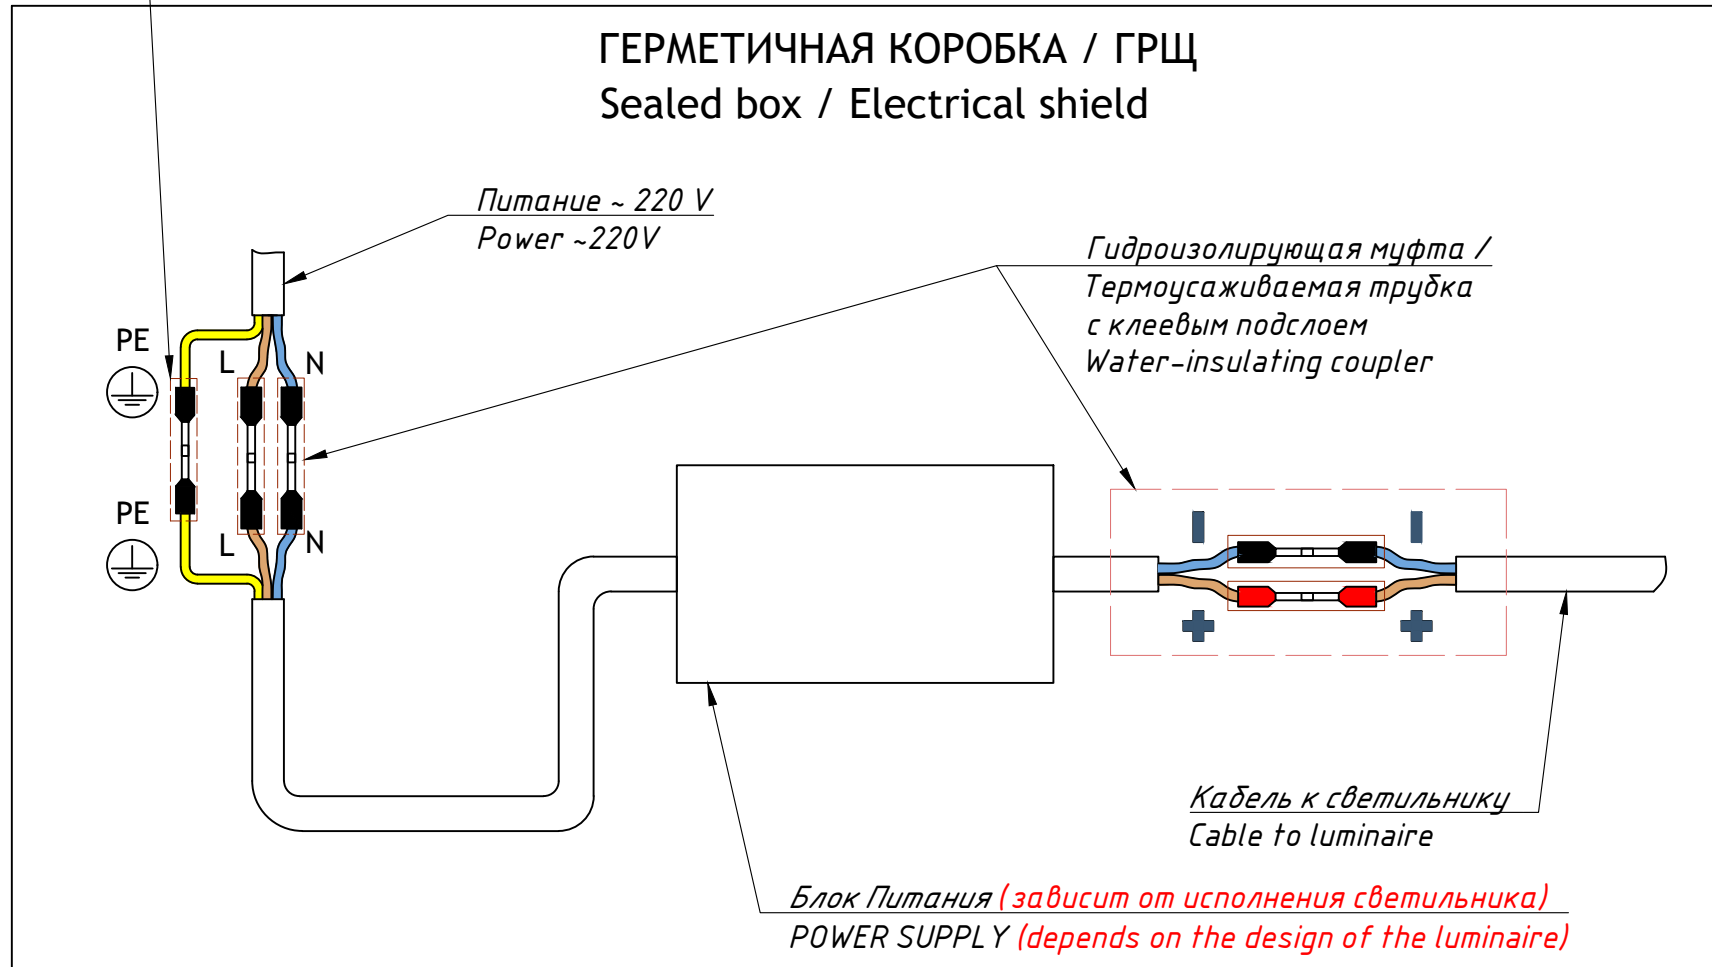 ГЕРМЕТИЧНАЯ КОРОБКА / ГРЩ
Sealed box / Electrical shield
Питание ~ 220 V
Power ~220V
Гидроизолирующая муфта /
Термоусаживаемая трубка
с клеевым подслоем
Water-insulating coupler
PE
L
N
PE
L
N
Кабель к светильнику
Cable to luminaire
Блок Питания (зависит от исполнения светильника)
POWER SUPPLY (depends on the design of the luminaire)